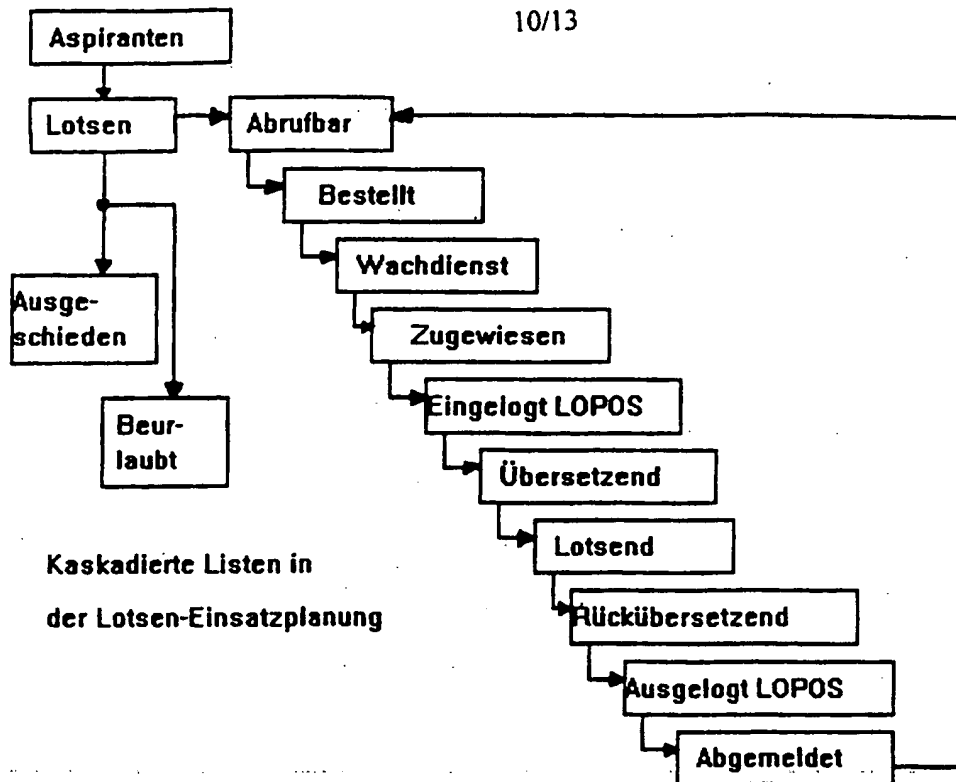 10/13
Aspiranten
Lotsen
Abrufbar
Bestellt
Wachdienst
Zugewiesen
Ausge-
schieden
Eingelogt LOPOS
Beur-
laubt
Übersetzend
Lotsend
Kaskadierte Listen in
der Lotsen-Einsatzplanung
Rückübersetzend
Ausgelogt LOPOS
Abgemeldet